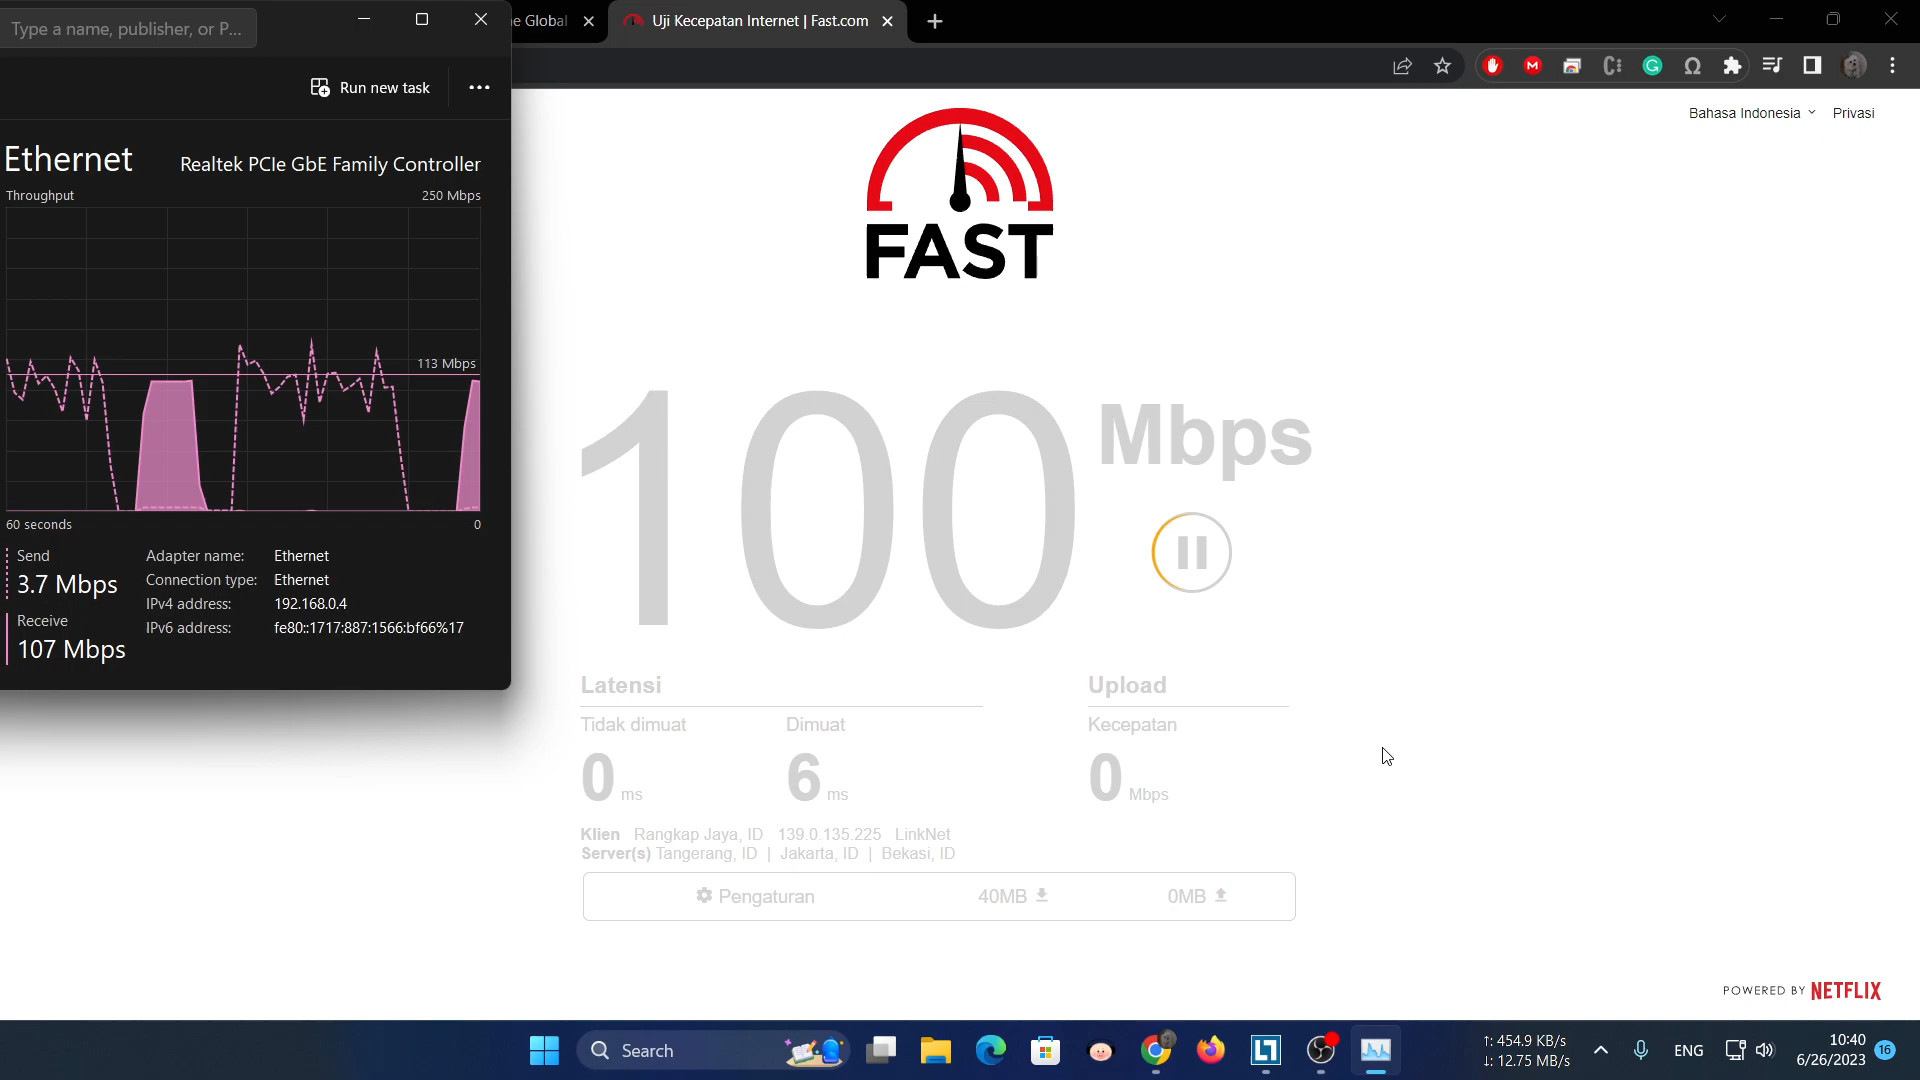 Type a name, publisher, or P...
e Global
Uji Kecepatan Internet | Fast.com
Run new task
Bahasa Indonesia
Privasi
Ethernet
Realtek PCIe GbE Family Controller
Throughput
250 Mbps
113 Mbps
60 seconds
0
Send
3.7 Mbps
Receive
107 Mbps
Adapter name: Ethernet
Connection type: Ethernet
IPv4 address: 192.168.0.4
IPv6 address: fe80::1717:887:1566:bf66%17
FAST
100 Mbps
Latensi
Tidak dimuat
Dimuat
0 ms
6 ms
Upload
Kecepatan
0 Mbps
Klien Rangkap Jaya, ID 139.0.135.225 LinkNet
Server(s) Tangerang, ID | Jakarta, ID | Bekasi, ID
Pengaturan
40MB
0MB
POWERED BY NETFLIX
Search
↑: 454.9 KB/s
↓: 12.75 MB/s
ENG
10:40
6/26/2023
16